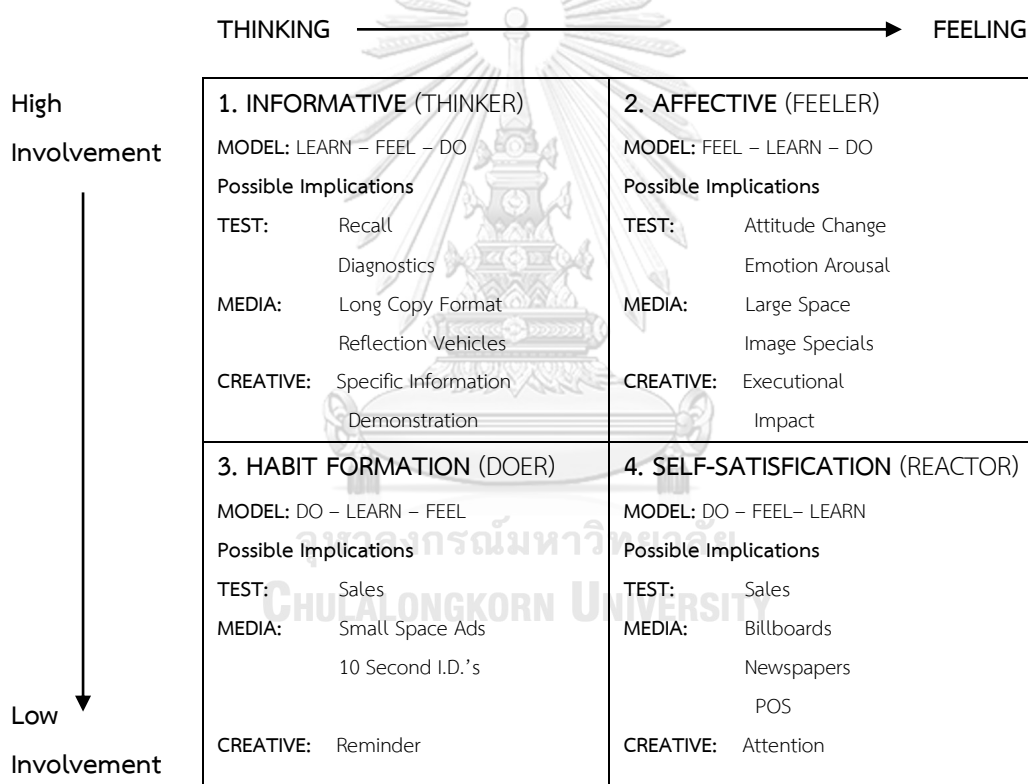 THINKING FEELING
High
Involvement
1. INFORMATIVE (THINKER)
MODEL: LEARN – FEEL – DO
Possible Implications
TEST: Recall
Diagnostics
MEDIA: Long Copy Format
Reflection Vehicles
CREATIVE: Specific Information
Demonstration
2. AFFECTIVE (FEELER)
MODEL: FEEL – LEARN – DO
Possible Implications
TEST: Attitude Change
Emotion Arousal
MEDIA: Large Space
Image Specials
CREATIVE: Executional
Impact
3. HABIT FORMATION (DOER)
MODEL: DO – LEARN – FEEL
Possible Implications
TEST: Sales
MEDIA: Small Space Ads
10 Second I.D.’s
CREATIVE: Reminder
4. SELF-SATISFICATION (REACTOR)
MODEL: DO – FEEL– LEARN
Possible Implications
TEST: Sales
MEDIA: Billboards
Newspapers
POS
CREATIVE: Attention
Low
Involvement
จุฬาลงกรณ์มหาวิทยาลัย
CHULALONGKORN UNIVERSITY